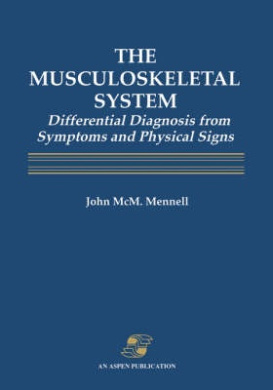 THE
MUSCULOSKELETAL
SYSTEM
Differential Diagnosis from
Symptoms and Physical Signs
John McM. Mennell
AN ASPEN PUBLICATION